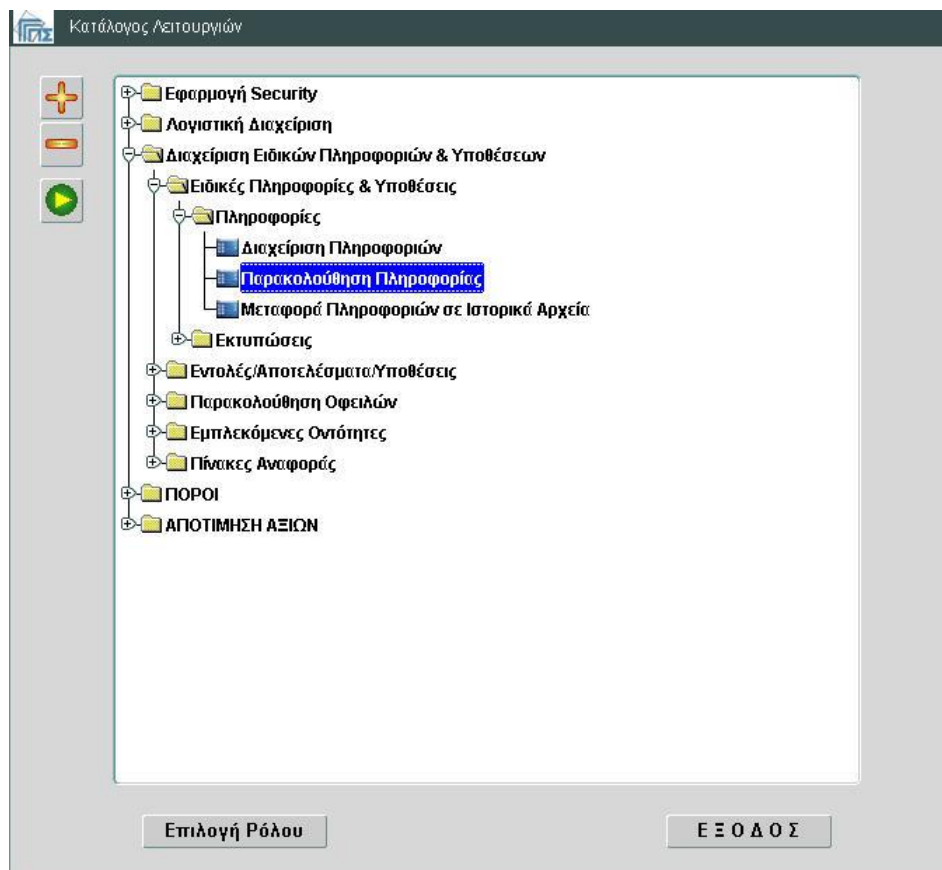 Κατάλογος Λειτουργιών
Εφαρμογή Security
Λογιστική Διαχείριση
Διαχείριση Ειδικών Πληροφοριών & Υποθέσεων
Ειδικές Πληροφορίες & Υποθέσεις
Πληροφορίες
Διαχείριση Πληροφοριών
Παρακολούθηση Πληροφορίας
Μεταφορά Πληροφοριών σε Ιστορικά Αρχεία
Εκτυπώσεις
Εντολές/Αποτελέσματα/Υποθέσεις
Παρακολούθηση Οφειλών
Εμπλεκόμενες Οντότητες
Πίνακες Αναφοράς
ΠΟΡΟΙ
ΑΠΟΤΙΜΗΣΗ ΑΞΙΩΝ
Επιλογή Ρόλου
Ε Ξ Ο Δ Ο Σ